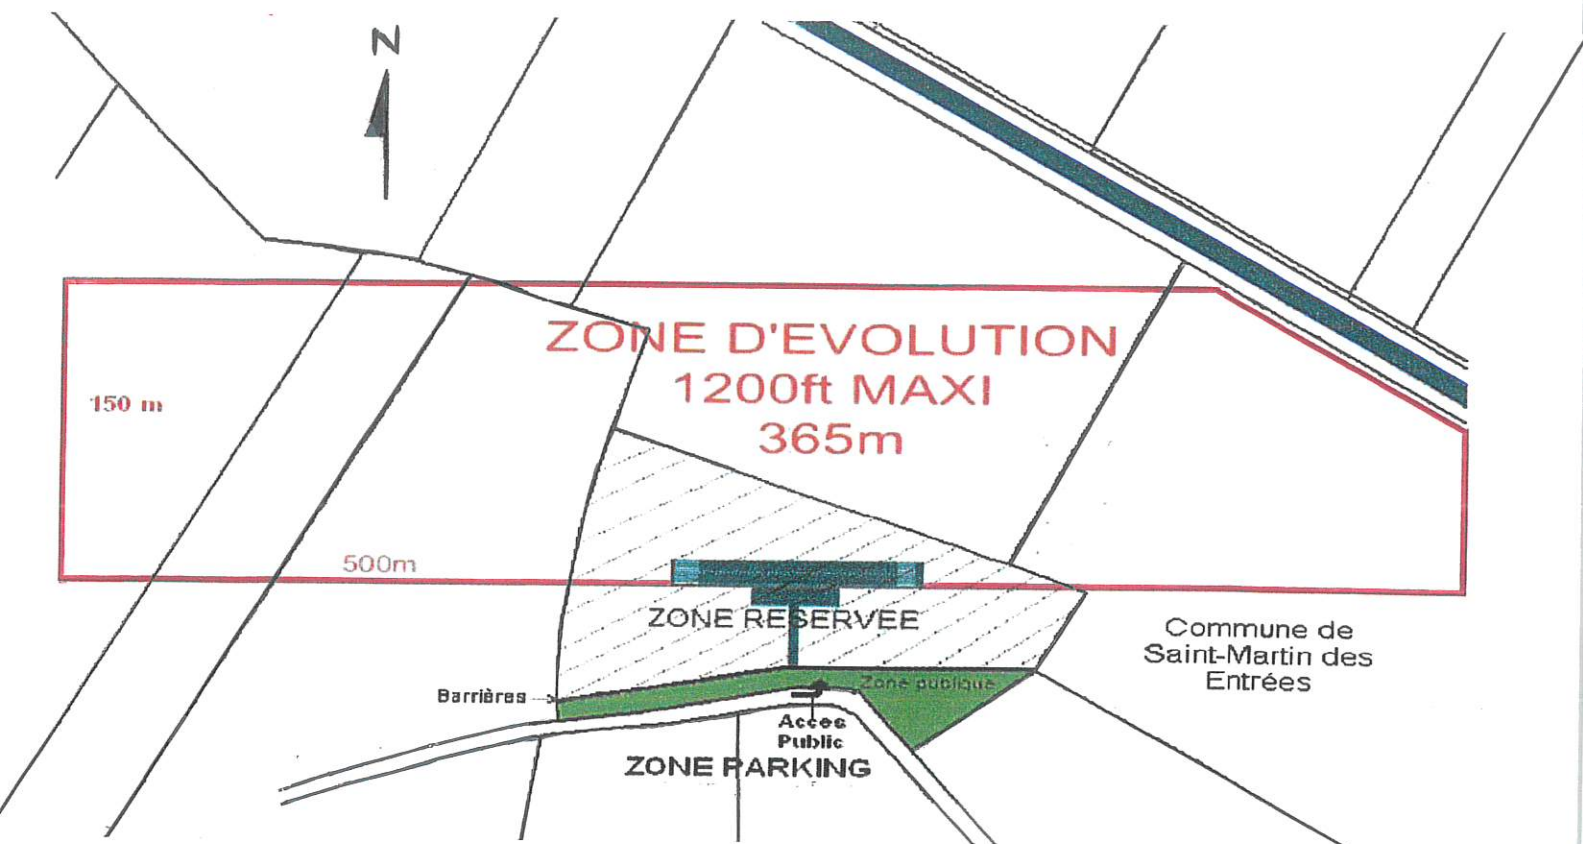 N
ZONE D'EVOLUTION
1200ft MAXI
365m
150 m
500m
ZONE RESERVEE
Commune de
Saint-Martin des
Entrées
Zone publique
Barrières
Acces
Public
ZONE PARKING